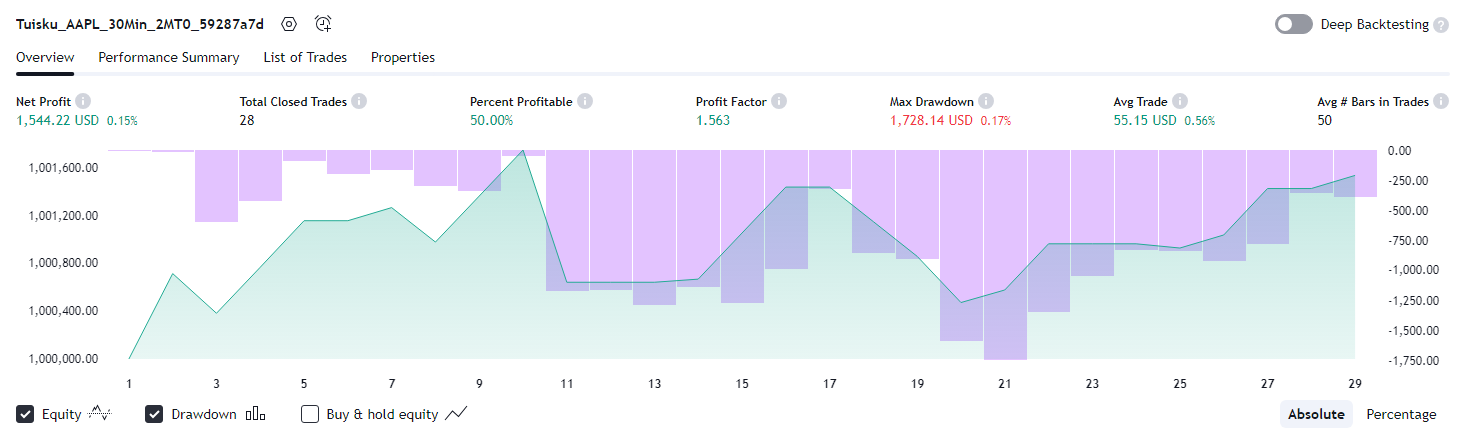 Tuisku_AAPL_30Min_2MT0_59287a7d
Deep Backtesting ?
Overview Performance Summary List of Trades Properties
Net Profit Total Closed Trades Percent Profitable Profit Factor Max Drawdown Avg Trade Avg # Bars in Trades
1,544.22 USD 0.15% 28 50.00% 1.563 1,728.14 USD 0.17% 55.15 USD 0.56% 50
0.00
1,001,600.00
-250.00
1,001,200.00
-500.00
-750.00
1,000,800.00
-1,000.00
1,000,400.00
-1,250.00
-1,500.00
1,000,000.00
-1,750.00
1 3 5 7 9 11 13 15 17 19 21 23 25 27 29
Equity Drawdown Buy & hold equity Absolute Percentage